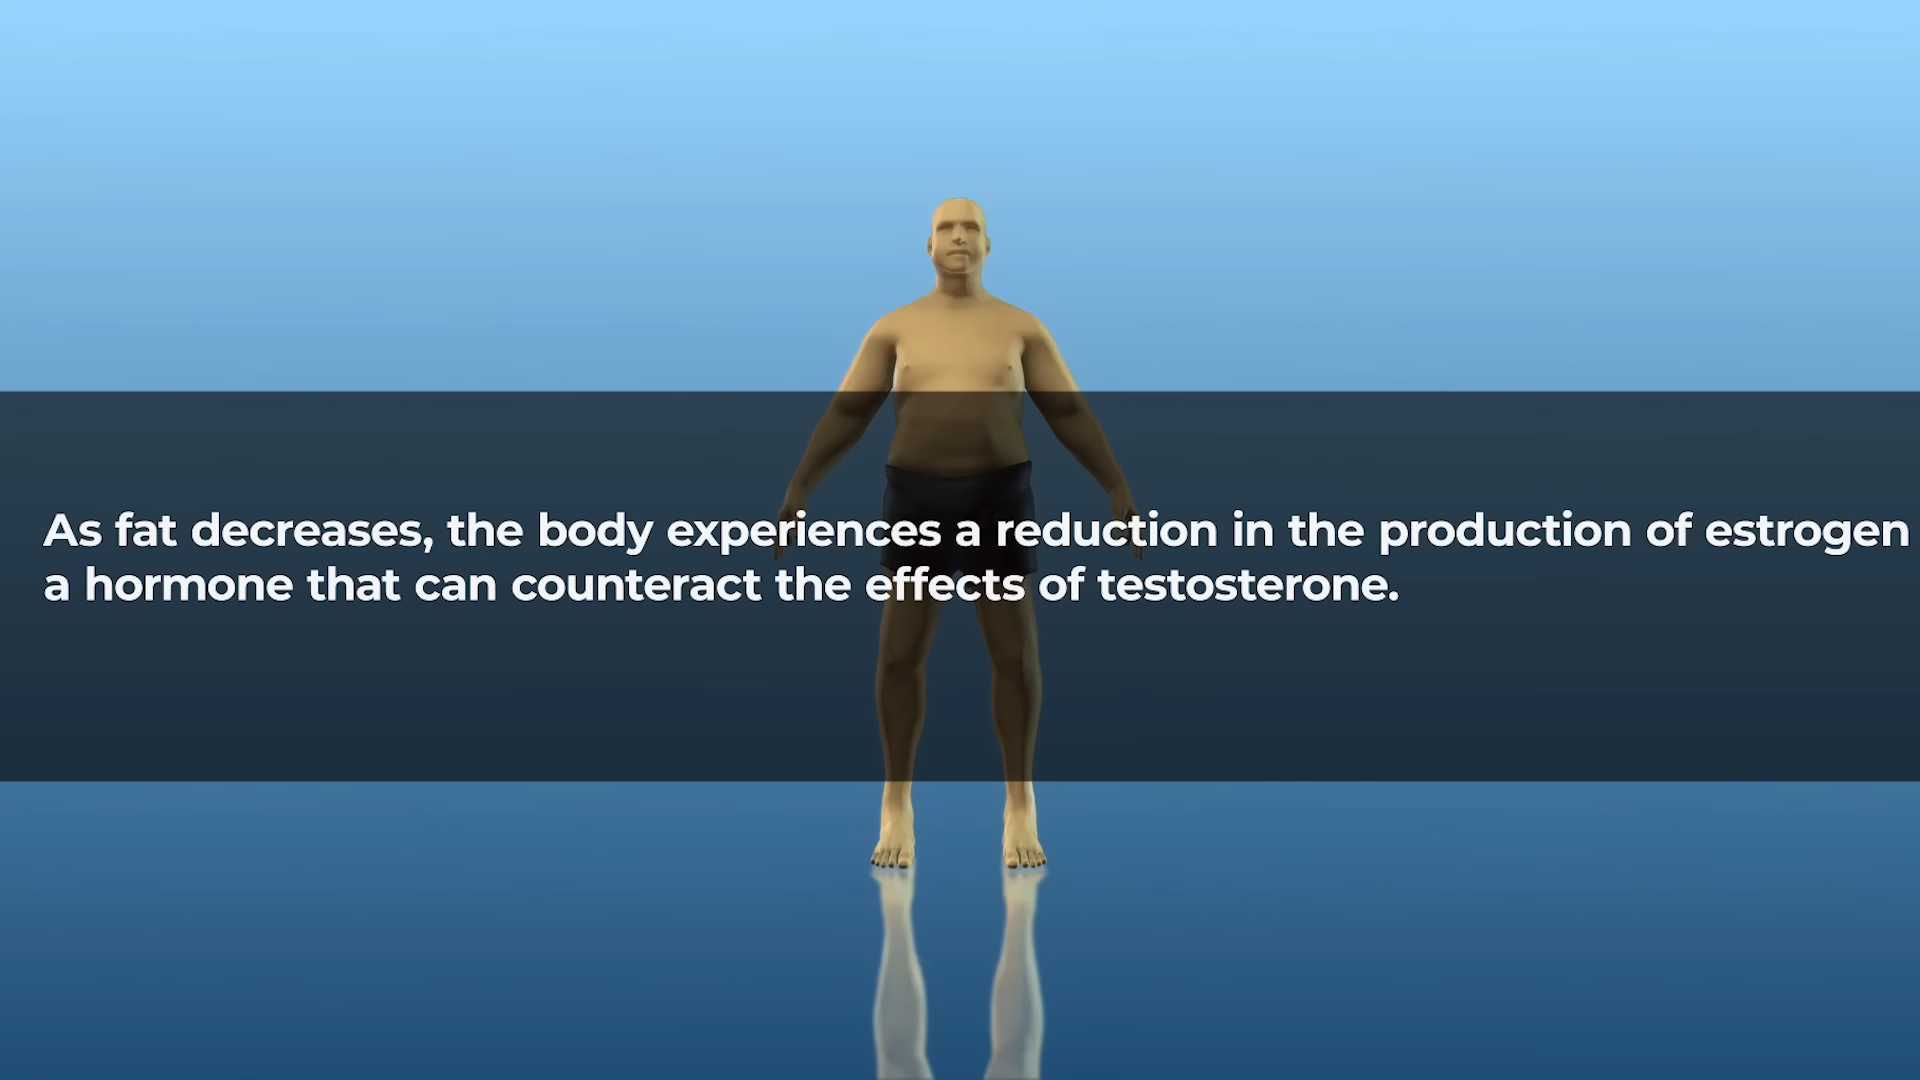 As fat decreases, the body experiences a reduction in the production of estrogen
a hormone that can counteract the effects of testosterone.